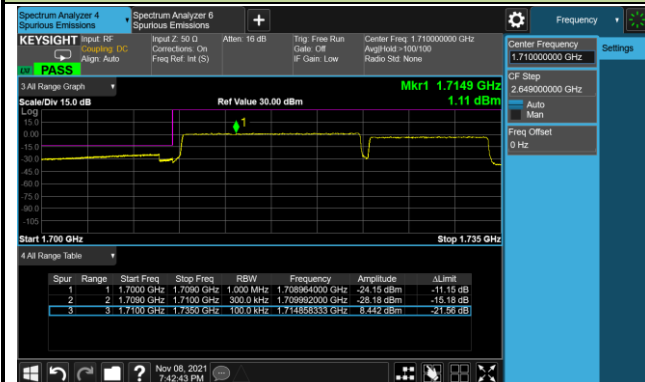 Spectrum Analyzer 4
Spurious Emissions
Spectrum Analyzer 6
Spurious Emissions
+
Frequency
KEYSIGHT
Input: RF
Coupling: DC
Align: Auto
Input Z: 50 Ω
Corrections: On
Freq Ref: Int (S)
Atten: 16 dB
Trig: Free Run
Gate: Off
IF Gain: Low
Center Freq: 1.710000000 GHz
Avg|Hold:>100/100
Radio Std: None
LW
PASS
Center Frequency
1.710000000 GHz
Settings
CF Step
2.649000000 GHz
Auto
Man
Freq Offset
0 Hz
3 All Range Graph
Mkr1 1.7149 GHz
Scale/Div 15.0 dB
Ref Value 30.00 dBm
1.11 dBm
Log
15.0
0.00
-15.0
-30.0
-45.0
-60.0
-75.0
-90.0
-105
1
Start 1.700 GHz
Stop 1.735 GHz
4 All Range Table
Spur Range Start Freq Stop Freq RBW Frequency Amplitude ΔLimit
1 1 1.7000 GHz 1.7090 GHz 1.000 MHz 1.708964000 GHz -24.15 dBm -11.15 dB
2 2 1.7090 GHz 1.7100 GHz 300.0 kHz 1.709992000 GHz -28.18 dBm -15.18 dB
3 3 1.7100 GHz 1.7350 GHz 100.0 kHz 1.714858333 GHz 8.442 dBm -21.56 dB
?
Nov 08, 2021
7:42:43 PM